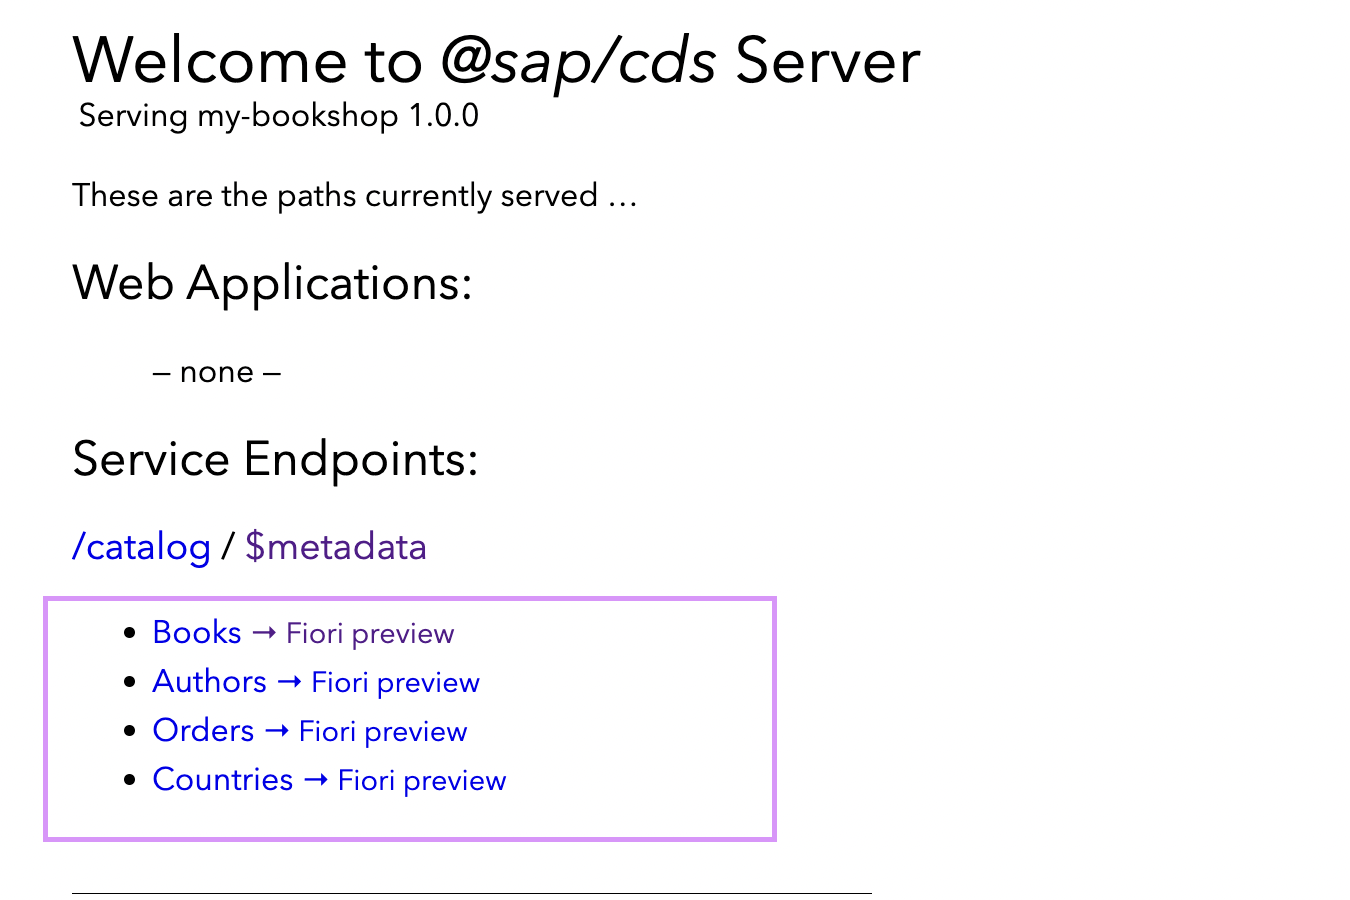 Welcome to @sap/cds Server
Serving my-bookshop 1.0.0
These are the paths currently served …
Web Applications:
– none –
Service Endpoints:
/catalog / $metadata
• Books → Fiori preview
• Authors → Fiori preview
• Orders → Fiori preview
• Countries → Fiori preview